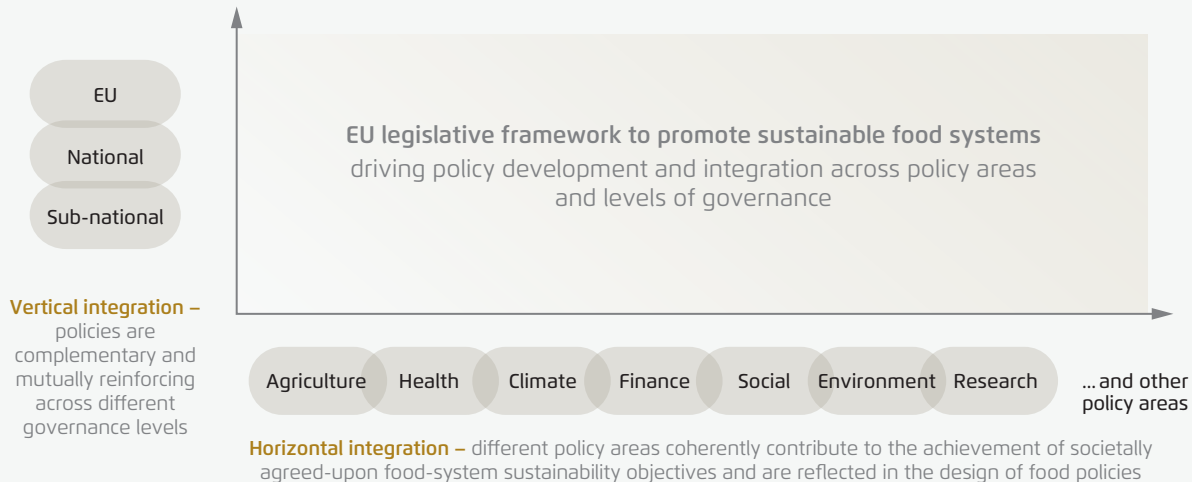 EU
National
Sub-national
Vertical integration –
policies are
complementary and
mutually reinforcing
across different
governance levels
EU legislative framework to promote sustainable food systems
driving policy development and integration across policy areas
and levels of governance
Agriculture Health Climate Finance Social Environment Research
... and other
policy areas
Horizontal integration – different policy areas coherently contribute to the achievement of societally
agreed-upon food-system sustainability objectives and are reflected in the design of food policies